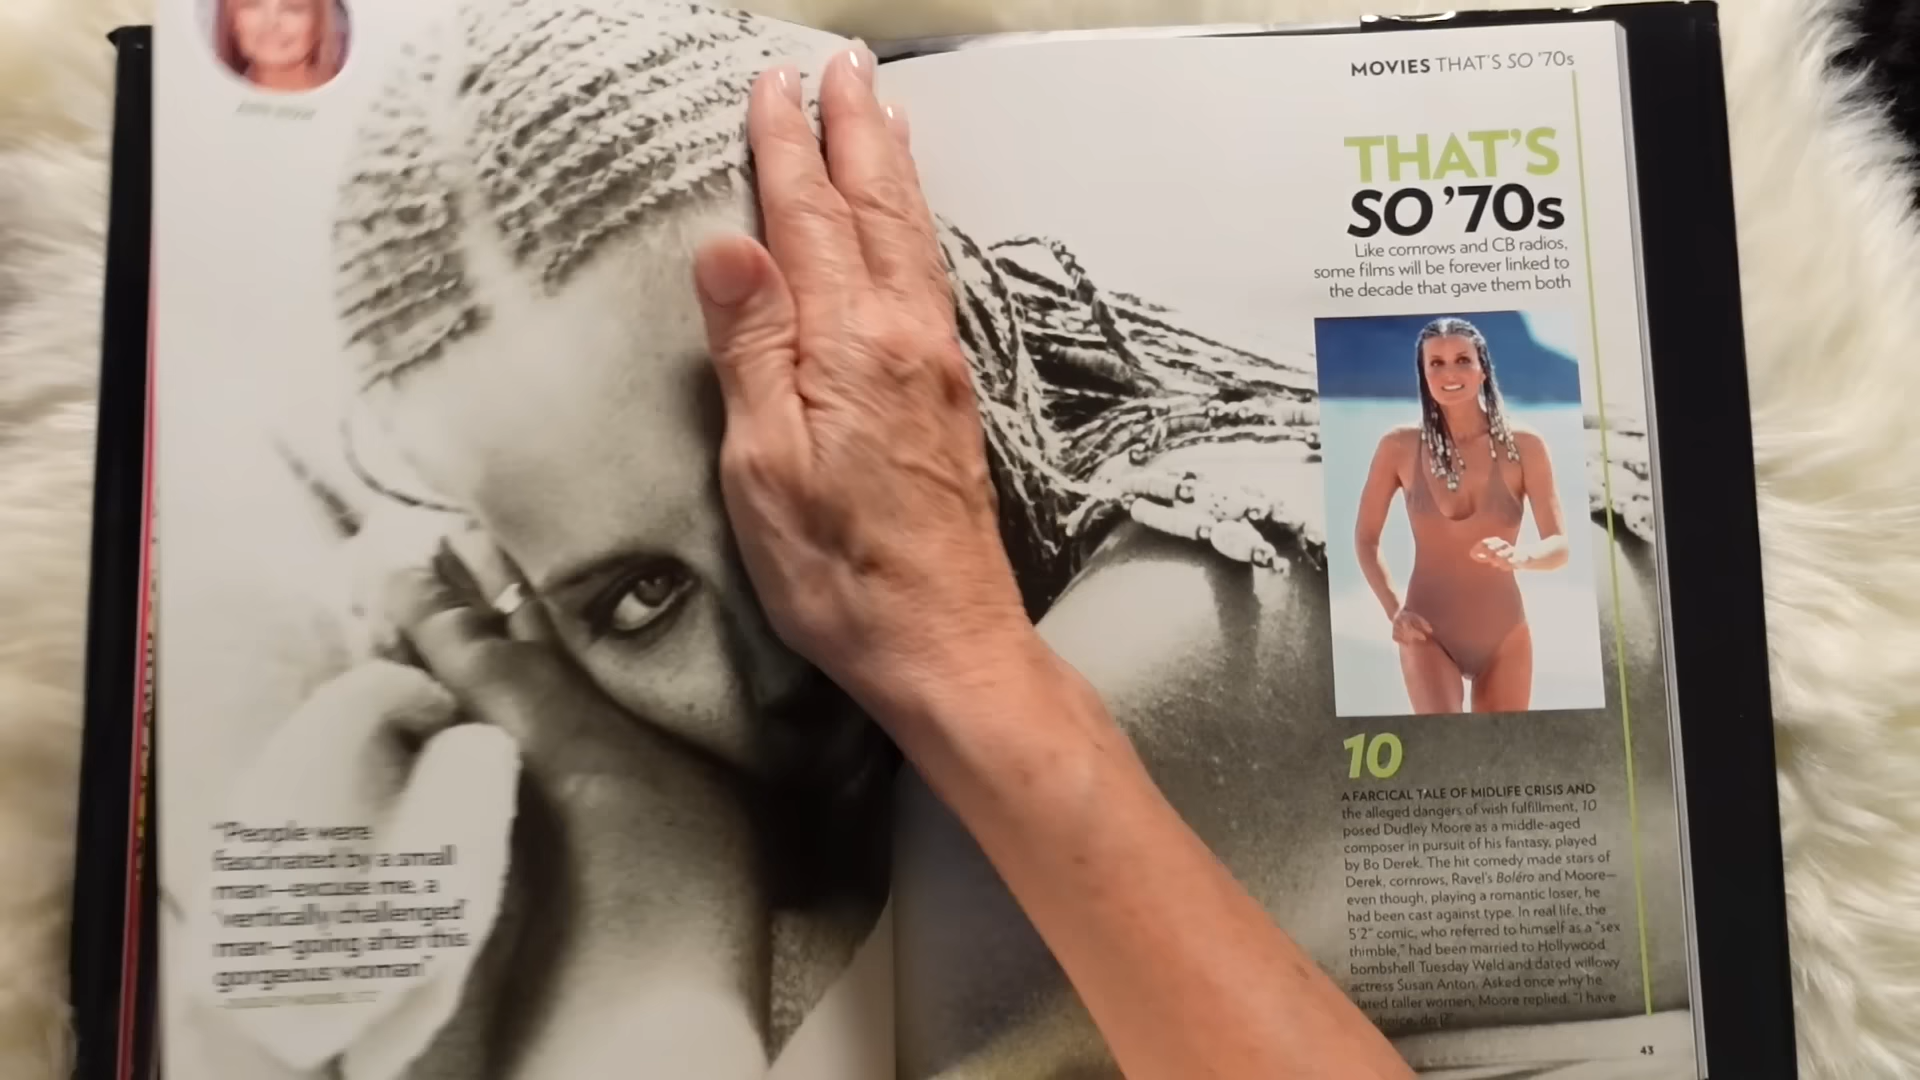 "People were
fascinated by a small
man—excuse me, a
'vertically challenged'
man—going after this
gorgeous woman"
MOVIES THAT'S SO '70s
THAT'S
SO '70s
Like cornrows and CB radios,
some films will be forever linked to
the decade that gave them both
10
A FARCICAL TALE OF MIDLIFE CRISIS AND
the alleged dangers of wish fulfillment, 10
posed Dudley Moore as a middle-aged
composer in pursuit of his fantasy, played
by Bo Derek. The hit comedy made stars of
Derek, cornrows, Ravel's Boléro and Moore—
even though, playing a romantic loser, he
had been cast against type. In real life, the
5'2" comic, who referred to himself as a "sex
thimble," had been married to Hollywood
bombshell Tuesday Weld and dated willowy
actress Susan Anton. Asked once why he
dated taller women, Moore replied, "I have
choice, do I?"
43